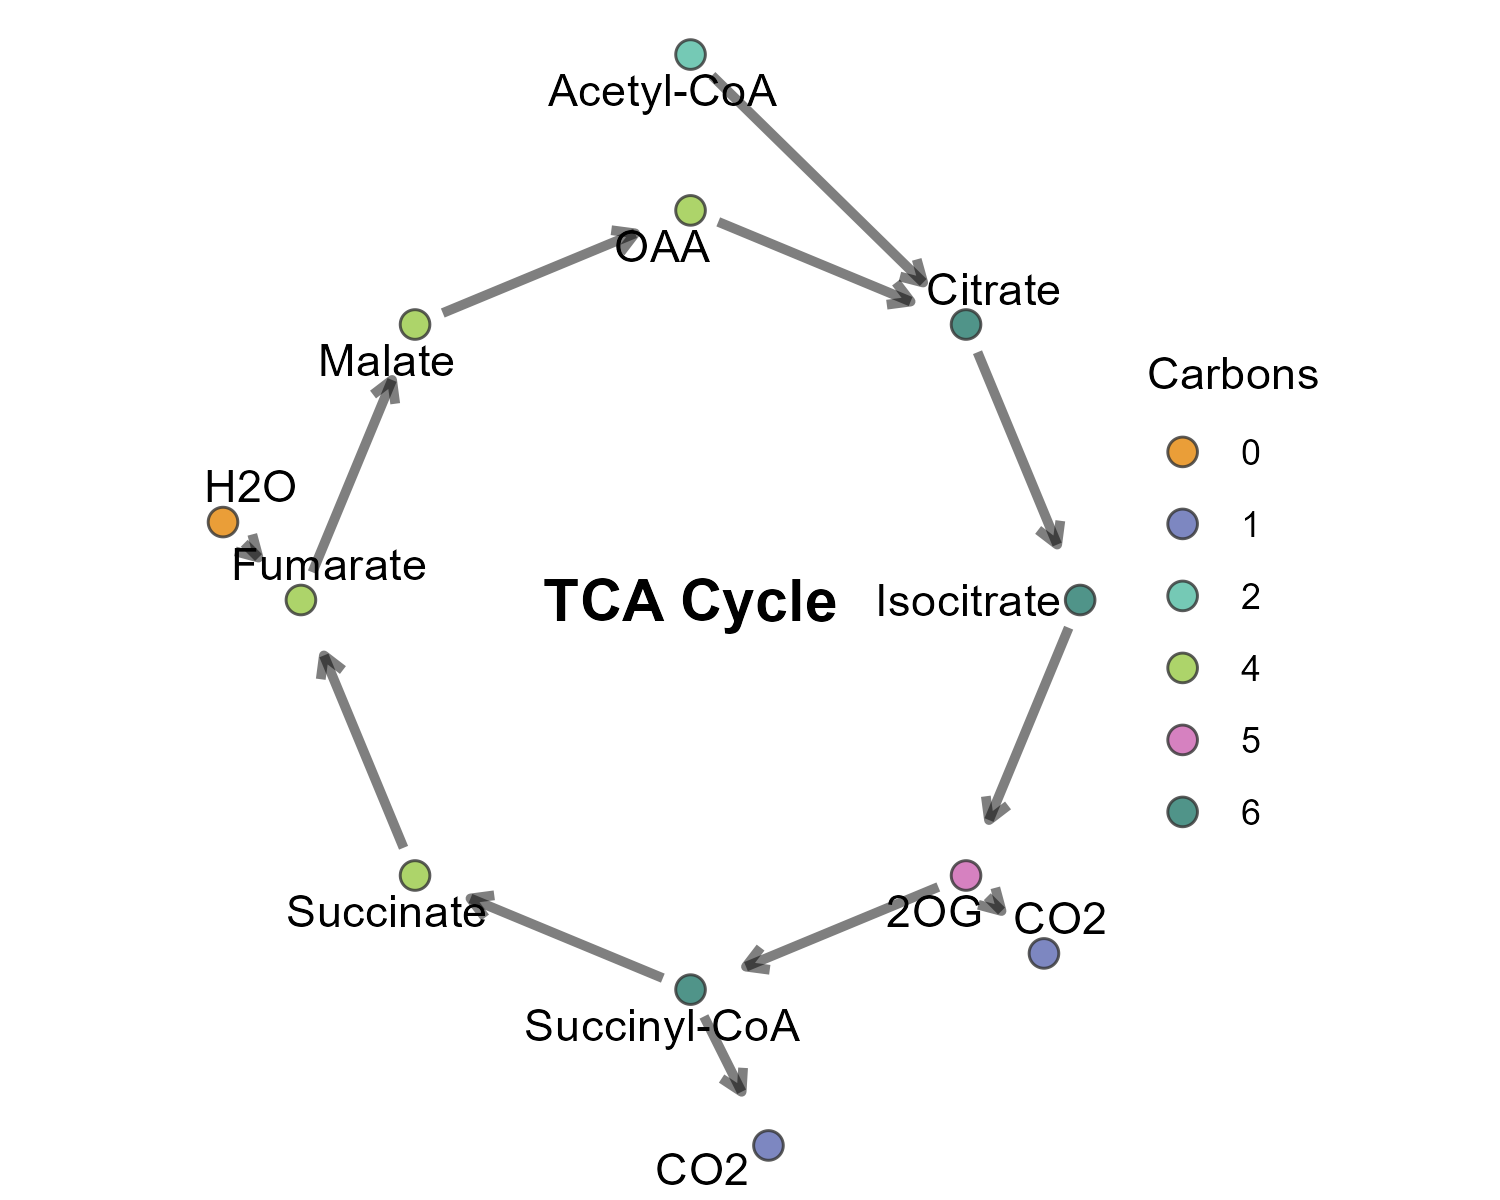 Acetyl-CoA
OAA
Citrate
Malate
H2O
Fumarate
TCA Cycle
Isocitrate
Succinate
2OG
CO2
Succinyl-CoA
CO2
Carbons
0
1
2
4
5
6